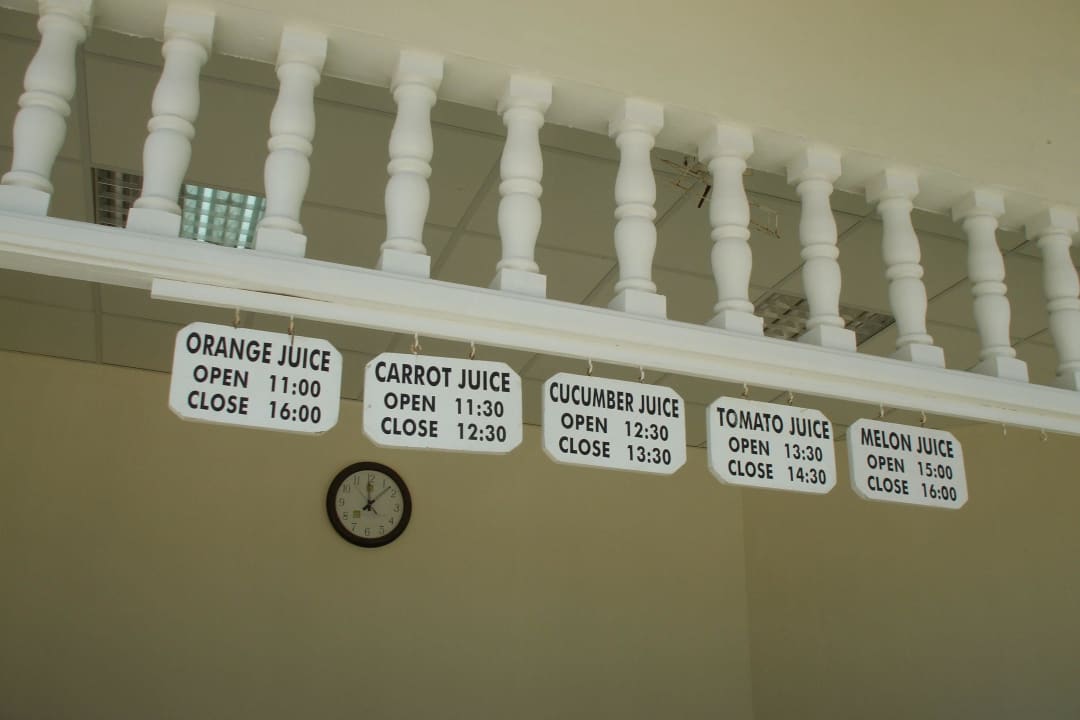 ORANGE JUICE
OPEN 11:00
CLOSE 16:00
CARROT JUICE
OPEN 11:30
CLOSE 12:30
CUCUMBER JUICE
OPEN 12:30
CLOSE 13:30
TOMATO JUICE
OPEN 13:30
CLOSE 14:30
MELON JUICE
OPEN 15:00
CLOSE 16:00